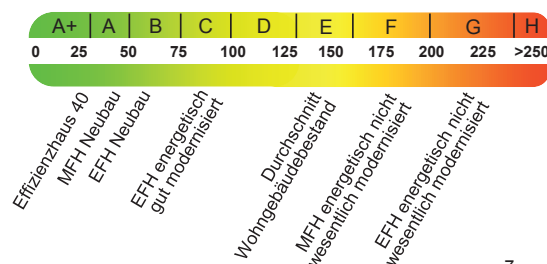 A+ A B C D E F G H
0 25 50 75 100 125 150 175 200 225 >250
Effizienzhaus 40
MFH Neubau
EFH Neubau
EFH energetisch
gut modernisiert
Durchschnitt
Wohngebäudebestand
MFH energetisch nicht
wesentlich modernisiert
EFH energetisch nicht
wesentlich modernisiert
7